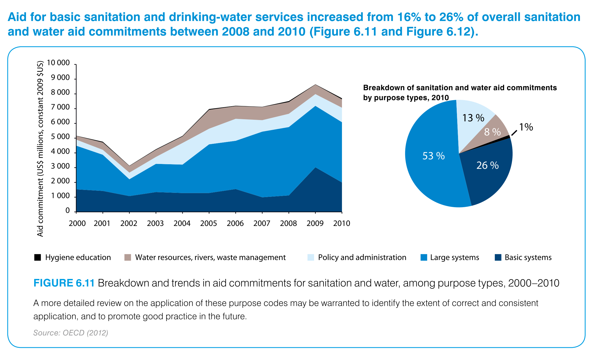 Aid for basic sanitation and drinking-water services increased from 16% to 26% of overall sanitation
and water aid commitments between 2008 and 2010 (Figure 6.11 and Figure 6.12).
Aid commitment (US$ millions, constant 2009 $US)
10 000
9 000
8 000
7 000
6 000
5 000
4 000
3 000
2 000
1 000
0
2000 2001 2002 2003 2004 2005 2006 2007 2008 2009 2010
Breakdown of sanitation and water aid commitments
by purpose types, 2010
13 %
8 %
1%
53 %
26 %
Hygiene education Water resources, rivers, waste management Policy and administration Large systems Basic systems
FIGURE 6.11 Breakdown and trends in aid commitments for sanitation and water, among purpose types, 2000–2010
A more detailed review on the application of these purpose codes may be warranted to identify the extent of correct and consistent
application, and to promote good practice in the future.
Source: OECD (2012)